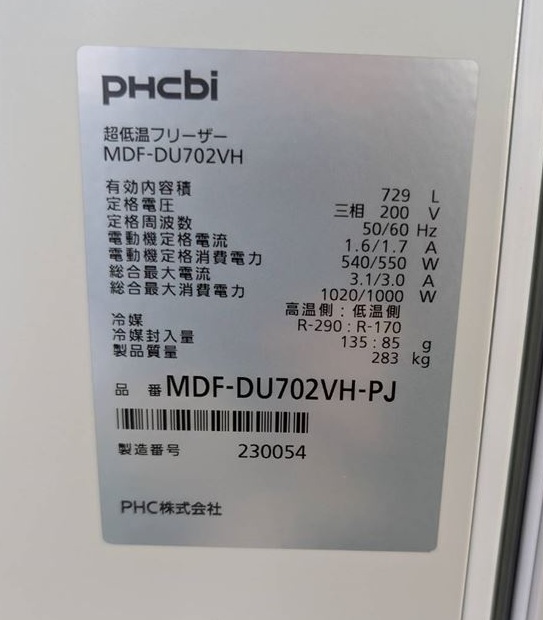 PHCbi
超低温フリーザー
MDF-DU702VH
有効内容積 729 L
定格電圧 三相 200 V
定格周波数 50/60 Hz
電動機定格電流 1.6/1.7 A
電動機定格消費電力 540/550 W
総合最大電流 3.1/3.0 A
総合最大消費電力 1020/1000 W
高温側:低温側
冷媒 R-290:R-170
冷媒封入量 135:85 g
製品質量 283 kg
品番 MDF-DU702VH-PJ
製造番号 230054
PHC株式会社